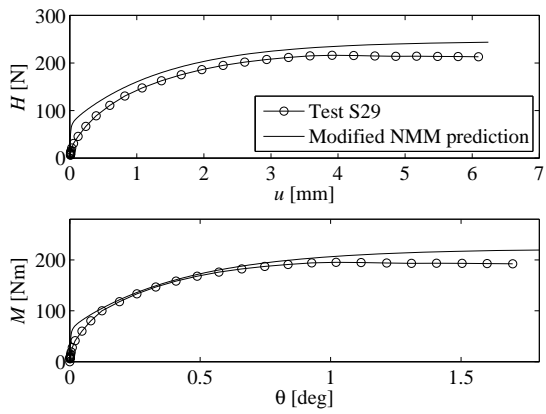 300
200
100
0
H [N]
0 1 2 3 4 5 6 7
u [mm]
Test S29
Modified NMM prediction
200
100
0
M [Nm]
0 0.5 1 1.5
θ [deg]